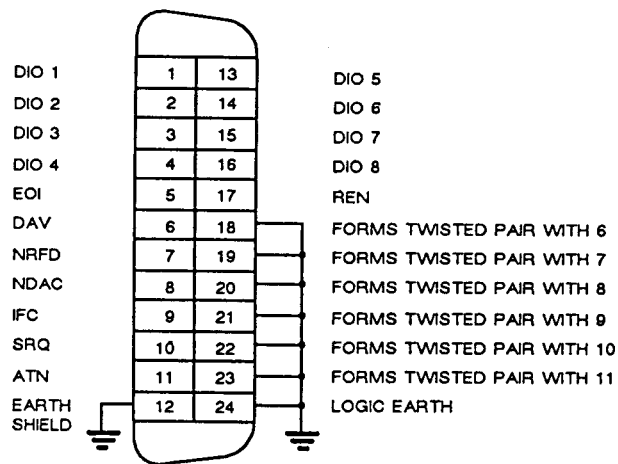 DIO 1 1 13 DIO 5
DIO 2 2 14 DIO 6
DIO 3 3 15 DIO 7
DIO 4 4 16 DIO 8
EOI 5 17 REN
DAV 6 18 FORMS TWISTED PAIR WITH 6
NRFD 7 19 FORMS TWISTED PAIR WITH 7
NDAC 8 20 FORMS TWISTED PAIR WITH 8
IFC 9 21 FORMS TWISTED PAIR WITH 9
SRQ 10 22 FORMS TWISTED PAIR WITH 10
ATN 11 23 FORMS TWISTED PAIR WITH 11
EARTH 12 24 LOGIC EARTH
SHIELD